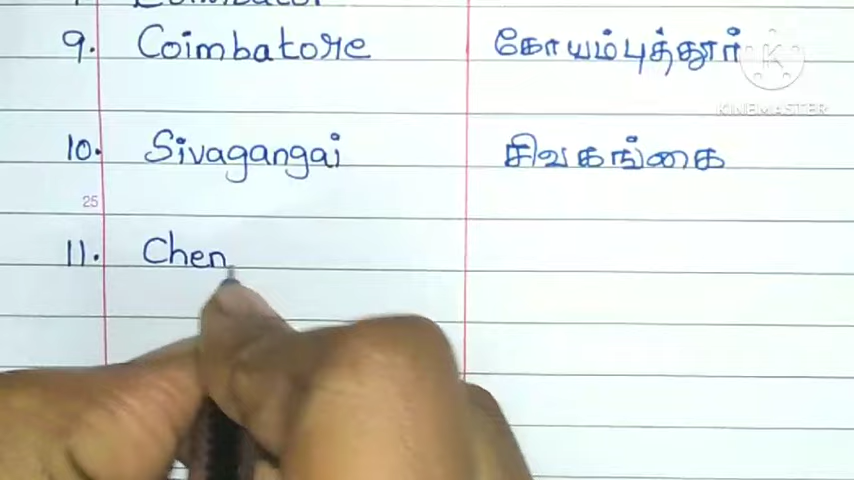 9. Coimbatore கோயம்புத்தூர்
KINEMASTER
10. Sivagangai சிவகங்கை
25
11. Chen